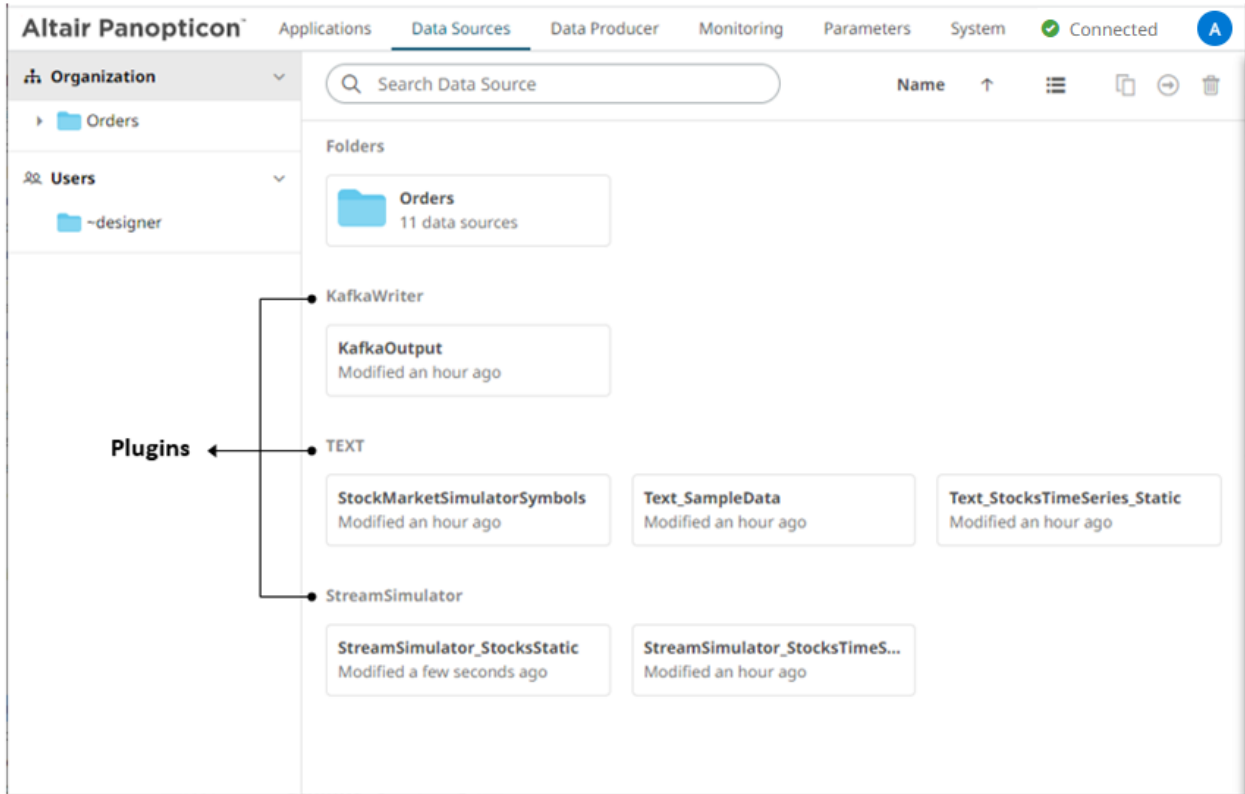 Altair Panopticon™ Applications Data Sources Data Producer Monitoring Parameters System Connected A
Organization
Orders
Users
~designer
Search Data Source Name
Folders
Orders
11 data sources
KafkaWriter
KafkaOutput
Modified an hour ago
Plugins
TEXT
StockMarketSimulatorSymbols Text_SampleData Text_StocksTimeSeries_Static
Modified an hour ago Modified an hour ago Modified an hour ago
StreamSimulator
StreamSimulator_StocksStatic StreamSimulator_StocksTimeS...
Modified a few seconds ago Modified an hour ago